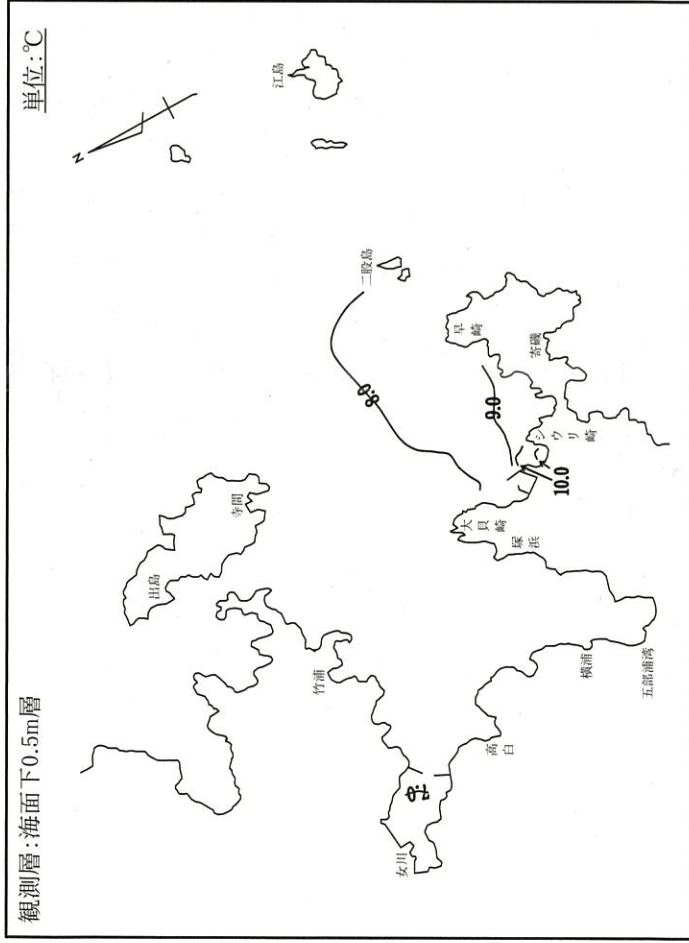 観測層:海面下0.5m層
単位:℃
N
江島
二股島
早崎
寄磯
シウリ崎
8.0
9.0
10.0
大貝崎
塚浜
寺間
出島
竹浦
横浦
五部浦湾
高白
女川